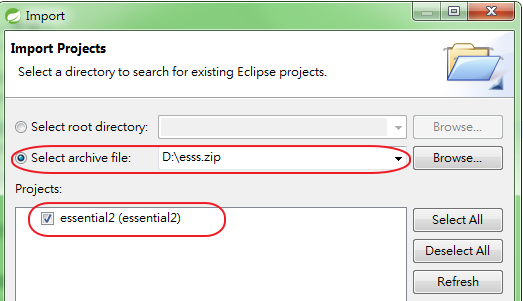 Import
Import Projects
Select a directory to search for existing Eclipse projects.
Select root directory:
Browse...
Select archive file:
D:\esss.zip
Browse...
Projects:
essential2 (essential2)
Select All
Deselect All
Refresh